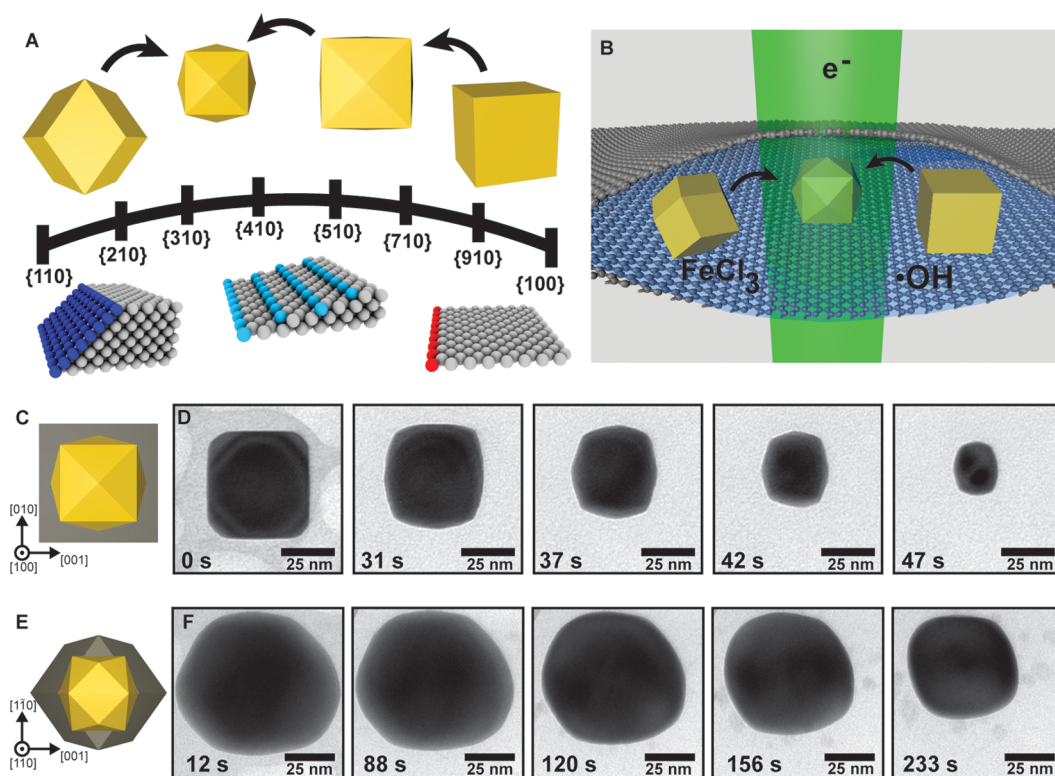 A
{110}
{210}
{310}
{410}
{510}
{710}
{910}
{100}
B
e-
FeCl3
•OH
C
[010]
[100]
[001]
D
0 s
25 nm
31 s
25 nm
37 s
25 nm
42 s
25 nm
47 s
25 nm
E
[11̄0]
[110]
[001]
F
12 s
25 nm
88 s
25 nm
120 s
25 nm
156 s
25 nm
233 s
25 nm